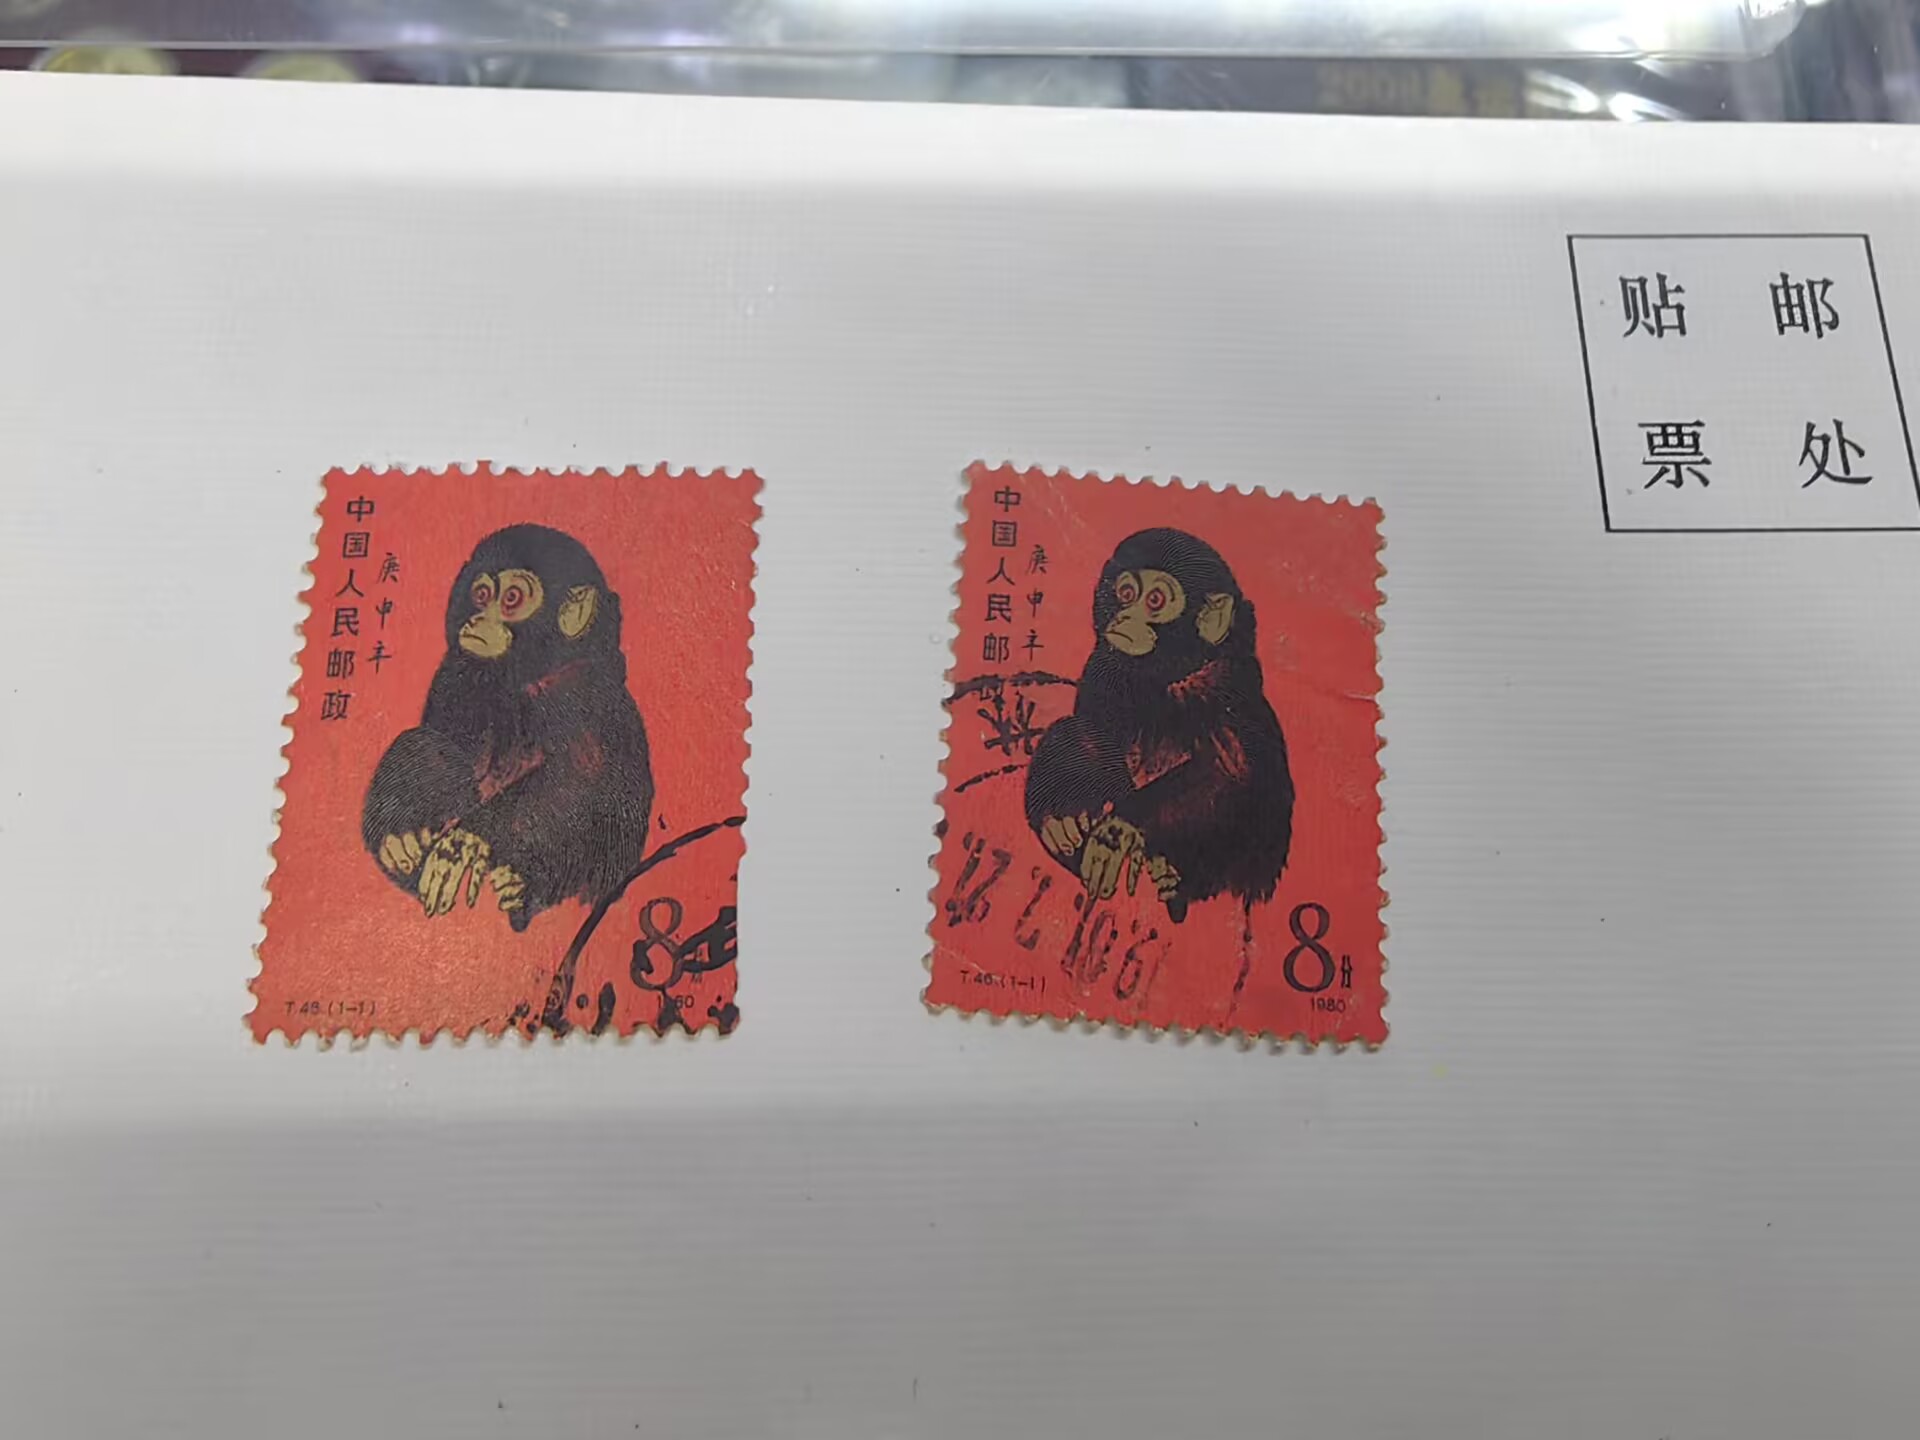 贴 邮
票 处
中国人民邮政
庚申年
8
T.46.(1-1)
1980
中国人民邮政
庚申年
8分
T.46.(1-1)
1980